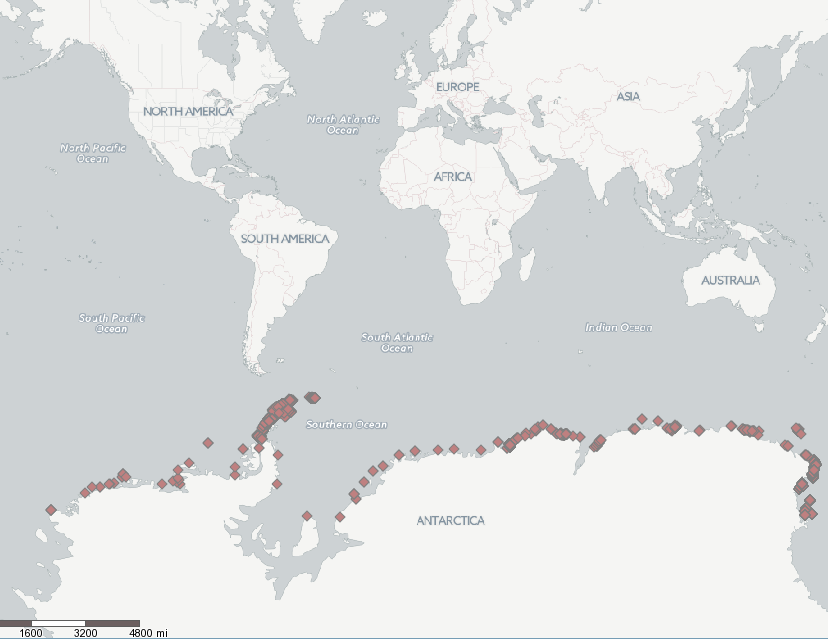 EUROPE
ASIA
NORTH AMERICA
North Atlantic
Ocean
North Pacific
Ocean
AFRICA
SOUTH AMERICA
AUSTRALIA
South Pacific
Ocean
Indian Ocean
South Atlantic
Ocean
Southern Ocean
ANTARCTICA
1600 3200 4800 mi